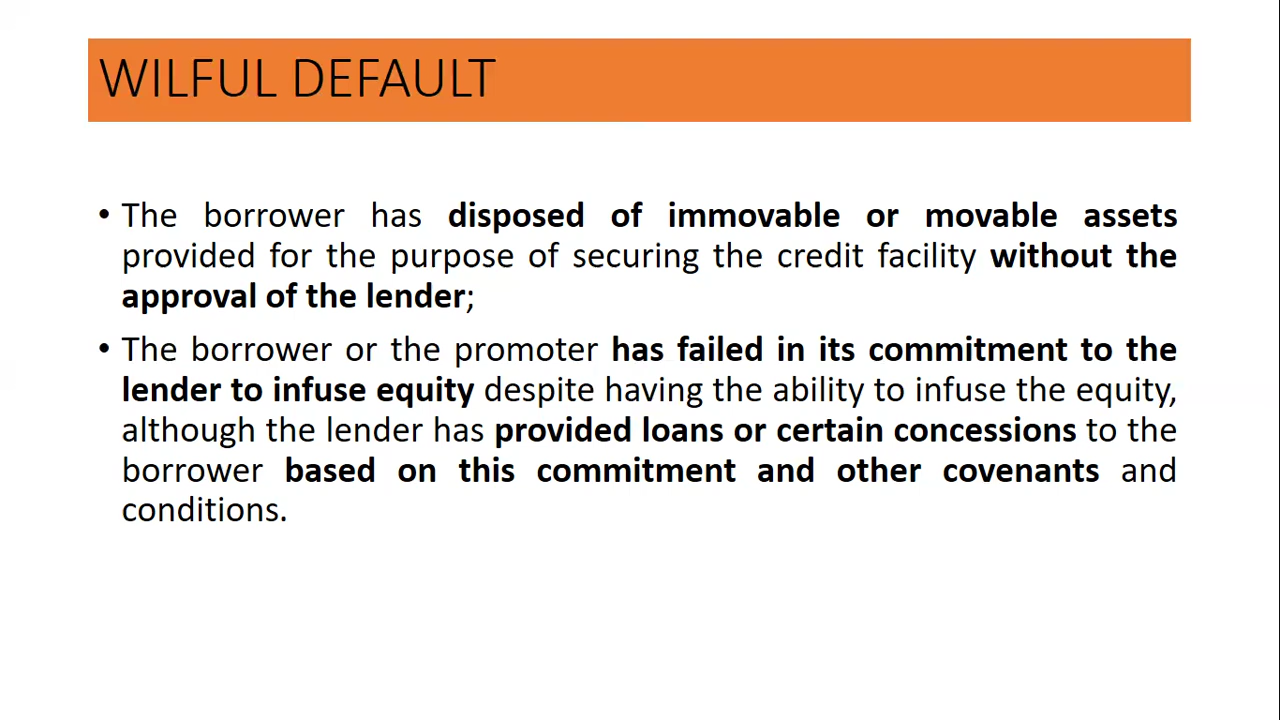 WILFUL DEFAULT
• The borrower has disposed of immovable or movable assets
provided for the purpose of securing the credit facility without the
approval of the lender;
• The borrower or the promoter has failed in its commitment to the
lender to infuse equity despite having the ability to infuse the equity,
although the lender has provided loans or certain concessions to the
borrower based on this commitment and other covenants and
conditions.